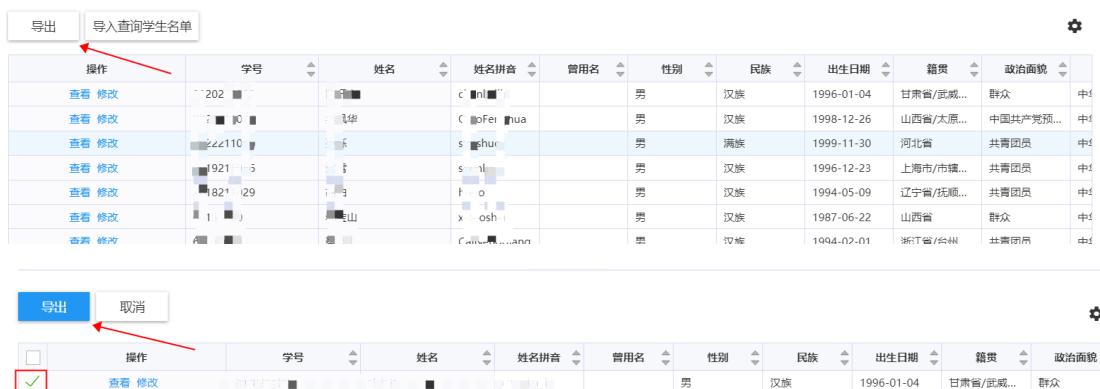 导出 导入查询学生名单
操作 学号 姓名 姓名拼音 曾用名 性别 民族 出生日期 籍贯 政治面貌
查看 修改 202 男 汉族 1996-01-04 甘肃省/武威... 群众
查看 修改 华 hua 男 汉族 1998-12-26 山西省/太原... 中国共产党预...
查看 修改 222110 shu 男 满族 1999-11-30 河北省 共青团员
查看 修改 1921 男 汉族 1996-12-23 上海市/市辖... 共青团员
查看 修改 1821 029 男 汉族 1994-05-09 辽宁省/抚顺... 共青团员
查看 修改 山 osh 男 汉族 1987-06-22 山西省 群众
查看 修改 男 汉族 1994-02-01 浙江省/台州 共青团员
导出 取消
操作 学号 姓名 姓名拼音 曾用名 性别 民族 出生日期 籍贯 政治面貌
查看 修改 男 汉族 1996-01-04 甘肃省/武威... 群众